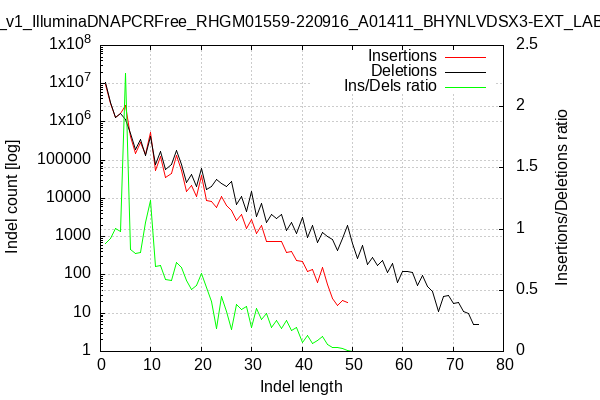 _v1_IlluminaDNAPCRFree_RHGM01559-220916_A01411_BHYNLVDSX3-EXT_LAB
Insertions
Deletions
Ins/Dels ratio
1x10^8
1x10^7
1x10^6
100000
10000
1000
100
10
1
Indel count [log]
2.5
2
1.5
1
0.5
0
Insertions/Deletions ratio
0 10 20 30 40 50 60 70 80
Indel length